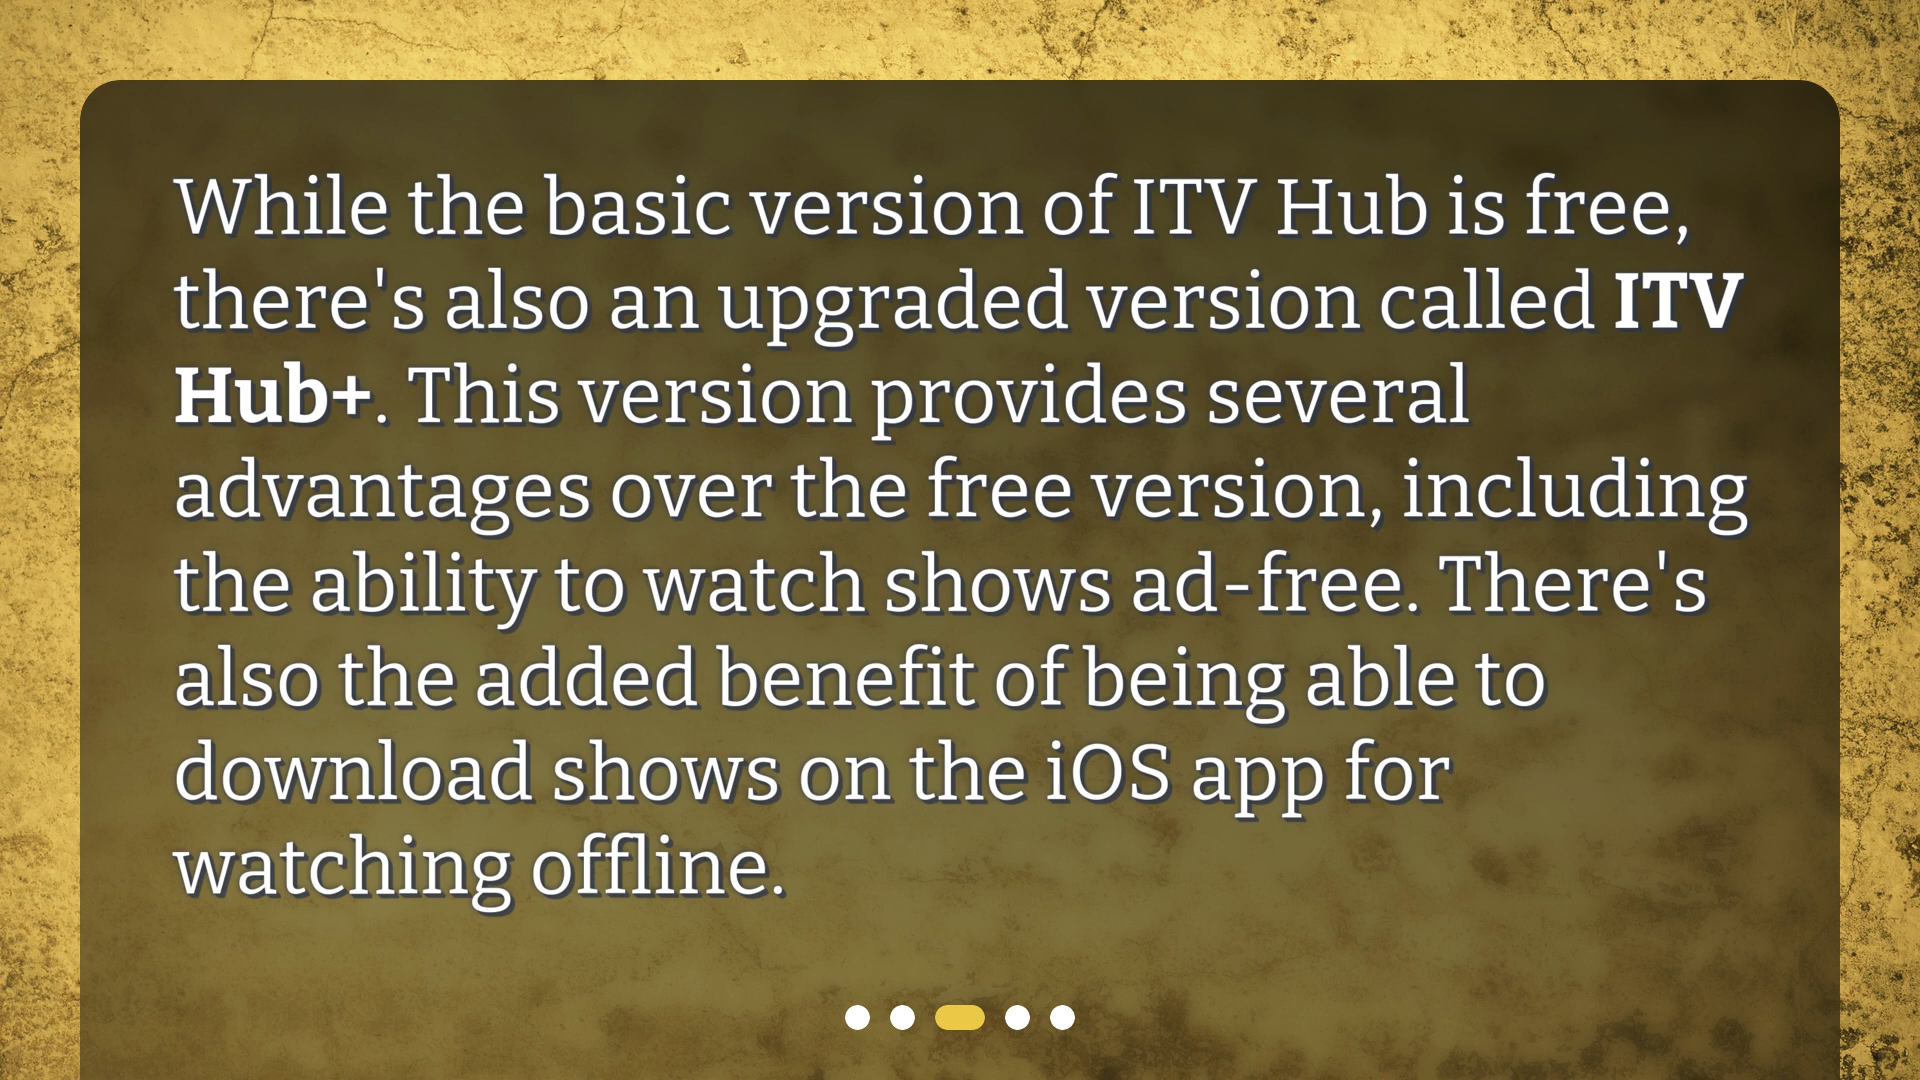 While the basic version of ITV Hub is free,
there's also an upgraded version called ITV
Hub+. This version provides several
advantages over the free version, including
the ability to watch shows ad-free. There's
also the added benefit of being able to
download shows on the iOS app for
watching offline.